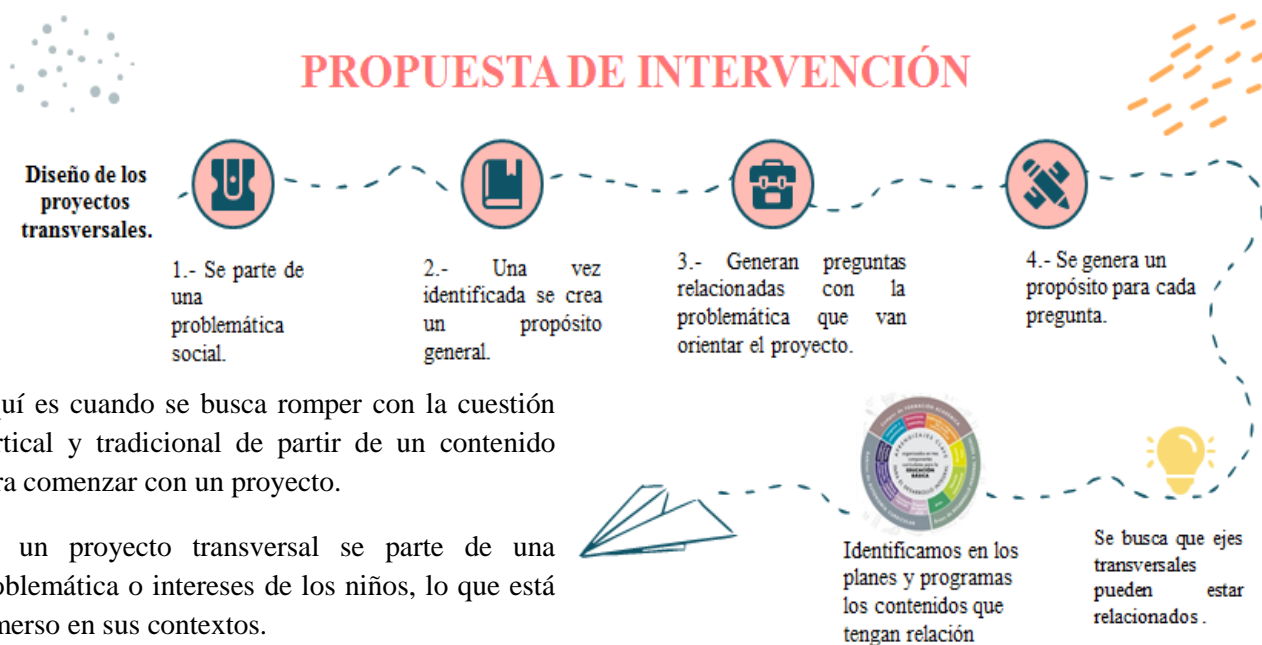 PROPUESTA DE INTERVENCIÓN
Diseño de los
proyectos
transversales.
1.- Se parte de
una
problemática
social.
2.- Una vez
identificada se crea
un propósito
general.
3.- Generan preguntas
relacionadas con la
problemática que van
orientar el proyecto.
4.- Se genera un
propósito para cada
pregunta.
es cuando se busca romper con la cuestión
y tradicional de partir de un contenido
comenzar con un proyecto.
un proyecto transversal se parte de una
o intereses de los niños, lo que está
en sus contextos.
APRENDIZAJES CLAVE
EDUCACIÓN
BÁSICA
Identificamos en los
planes y programas
los contenidos que
tengan relación
Se busca que ejes
transversales
pueden estar
relacionados.